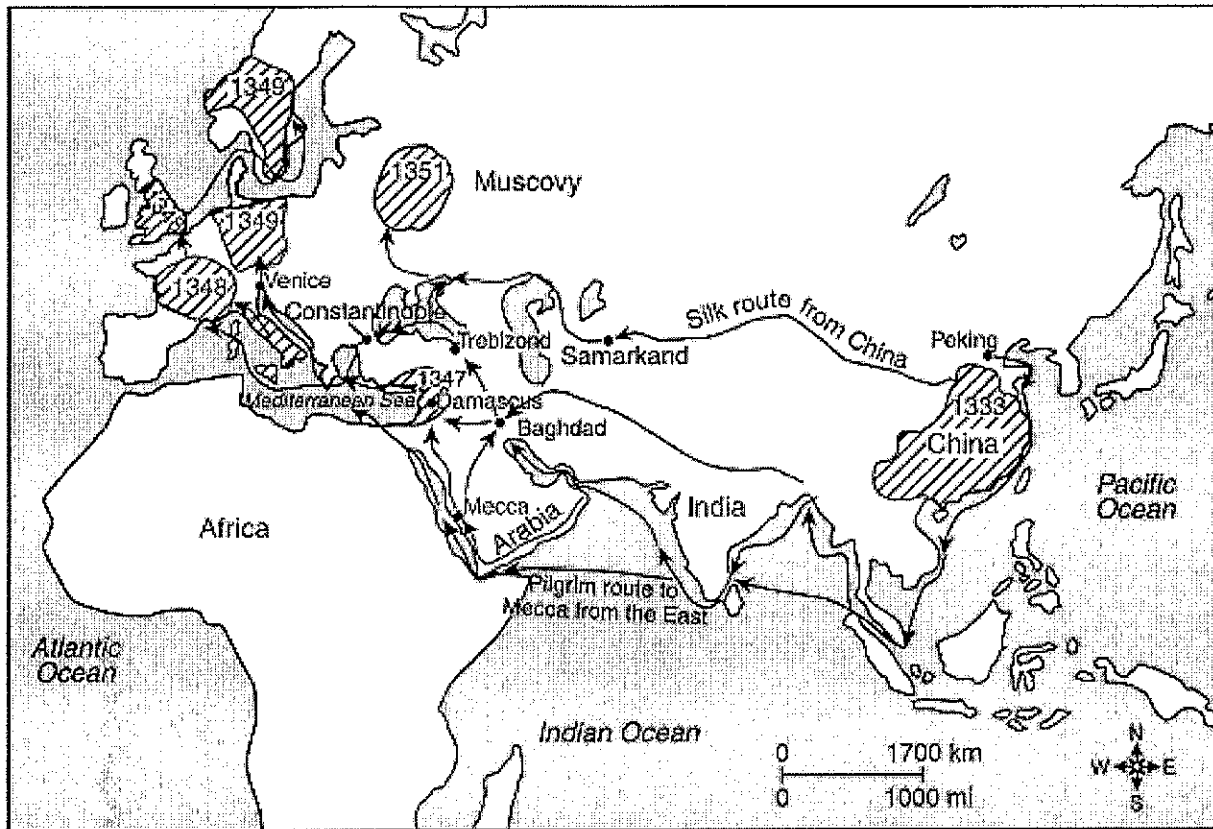 1349
1351
Muscovy
1349
1348
Venice
Constantinople
Trebizond
Samarkand
Silk route from China
Peking
1333
China
1347
Mediterranean Sea
Damascus
Baghdad
Mecca
Arabia
India
Africa
Pacific
Ocean
Pilgrim route to
Mecca from the East
Atlantic
Ocean
Indian Ocean
0 1700 km
0 1000 mi
N
W E
S